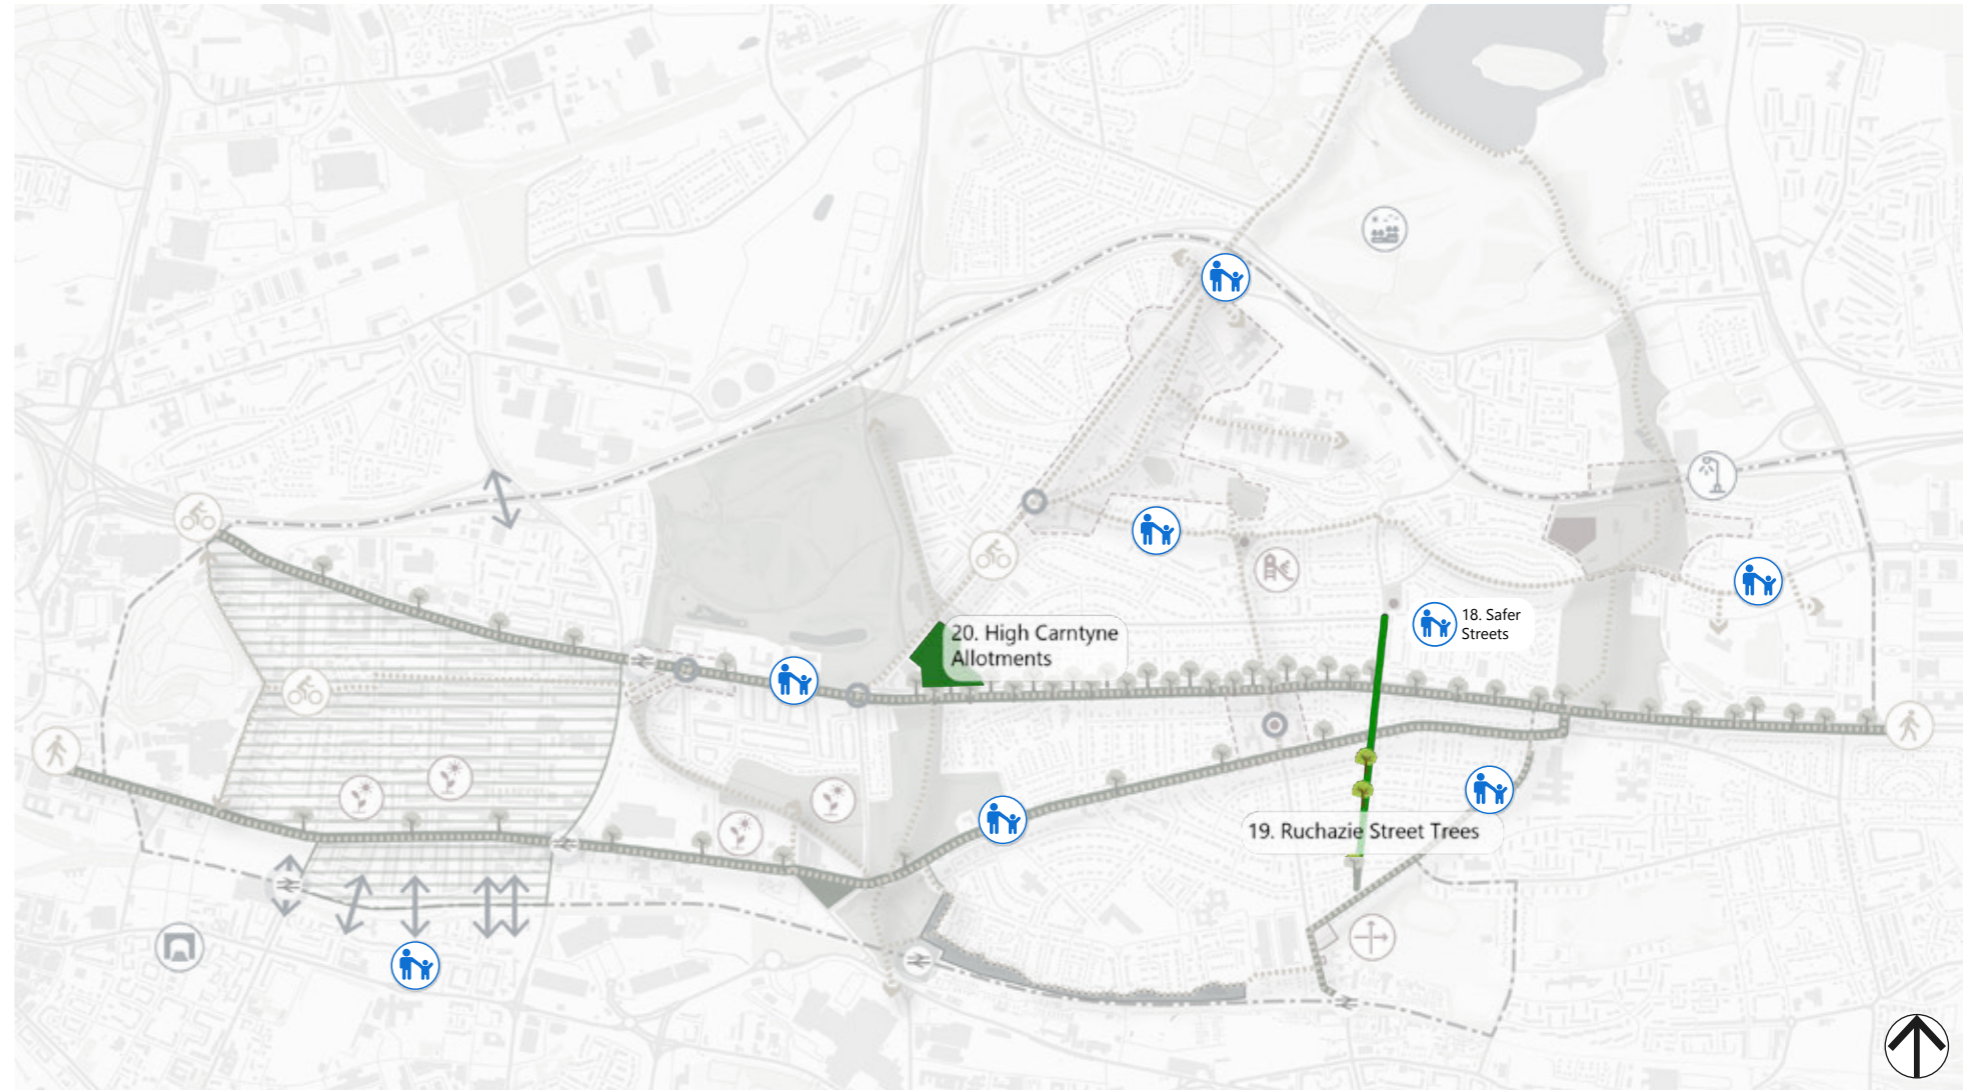 18. Safer
Streets
20. High Carntyne
Allotments
19. Ruchazie Street Trees